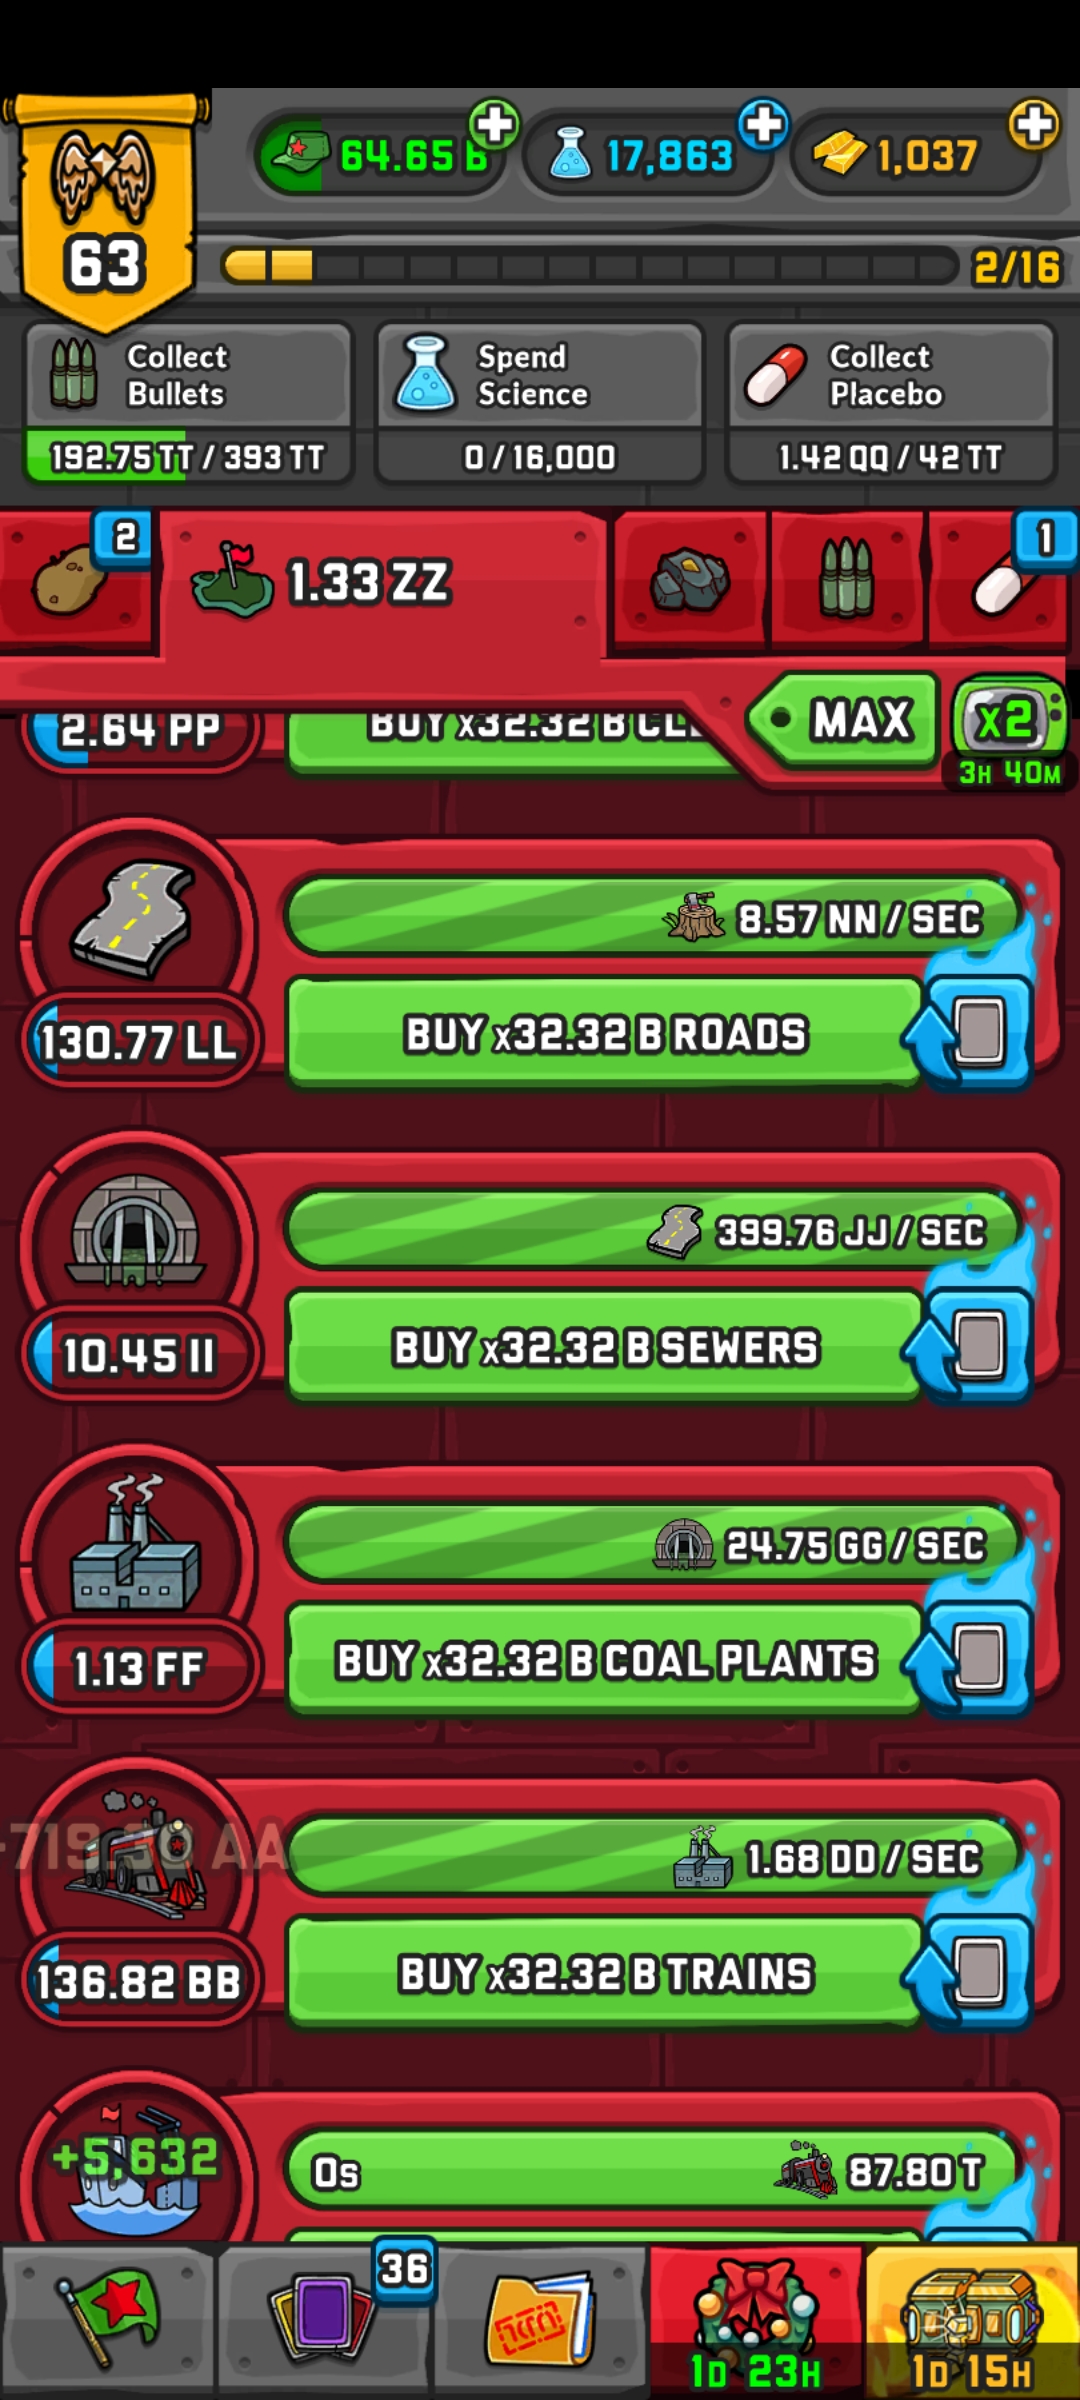 64.65 B
17,863
1,037
63
2/16
Collect
Bullets
Spend
Science
Collect
Placebo
192.75 TT / 393 TT
0 / 16,000
1.42 QQ / 42 TT
2
1.33 ZZ
1
MAX
x2
3H 40M
2.64 PP
BUY x32.32 B
8.57 NN / SEC
130.77 LL
BUY x32.32 B ROADS
399.76 JJ / SEC
10.45 II
BUY x32.32 B SEWERS
24.75 GG / SEC
1.13 FF
BUY x32.32 B COAL PLANTS
AA
1.68 DD / SEC
136.82 BB
BUY x32.32 B TRAINS
+5,632
0s
87.80 T
36
1D 23H
1D 15H